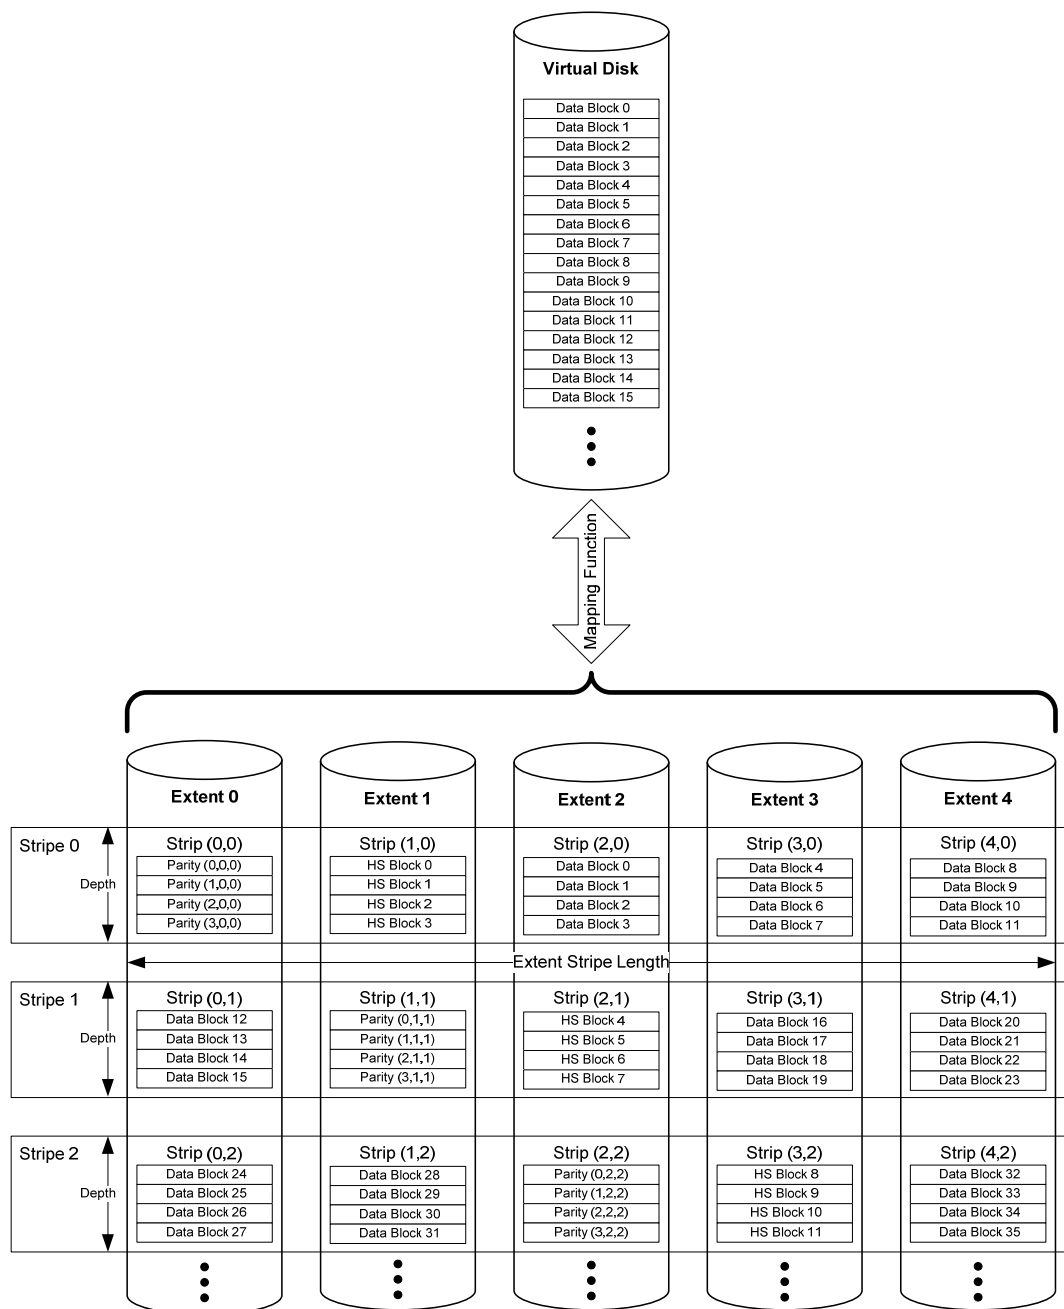 Virtual Disk
Data Block 0
Data Block 1
Data Block 2
Data Block 3
Data Block 4
Data Block 5
Data Block 6
Data Block 7
Data Block 8
Data Block 9
Data Block 10
Data Block 11
Data Block 12
Data Block 13
Data Block 14
Data Block 15
Mapping Function
Extent 0
Extent 1
Extent 2
Extent 3
Extent 4
Stripe 0
Depth
Strip (0,0)
Parity (0,0,0)
Parity (1,0,0)
Parity (2,0,0)
Parity (3,0,0)
Strip (1,0)
HS Block 0
HS Block 1
HS Block 2
HS Block 3
Strip (2,0)
Data Block 0
Data Block 1
Data Block 2
Data Block 3
Strip (3,0)
Data Block 4
Data Block 5
Data Block 6
Data Block 7
Strip (4,0)
Data Block 8
Data Block 9
Data Block 10
Data Block 11
Extent Stripe Length
Stripe 1
Depth
Strip (0,1)
Data Block 12
Data Block 13
Data Block 14
Data Block 15
Strip (1,1)
Parity (0,1,1)
Parity (1,1,1)
Parity (2,1,1)
Parity (3,1,1)
Strip (2,1)
HS Block 4
HS Block 5
HS Block 6
HS Block 7
Strip (3,1)
Data Block 16
Data Block 17
Data Block 18
Data Block 19
Strip (4,1)
Data Block 20
Data Block 21
Data Block 22
Data Block 23
Stripe 2
Depth
Strip (0,2)
Data Block 24
Data Block 25
Data Block 26
Data Block 27
Strip (1,2)
Data Block 28
Data Block 29
Data Block 30
Data Block 31
Strip (2,2)
Parity (0,2,2)
Parity (1,2,2)
Parity (2,2,2)
Parity (3,2,2)
Strip (3,2)
HS Block 8
HS Block 9
HS Block 10
HS Block 11
Strip (4,2)
Data Block 32
Data Block 33
Data Block 34
Data Block 35